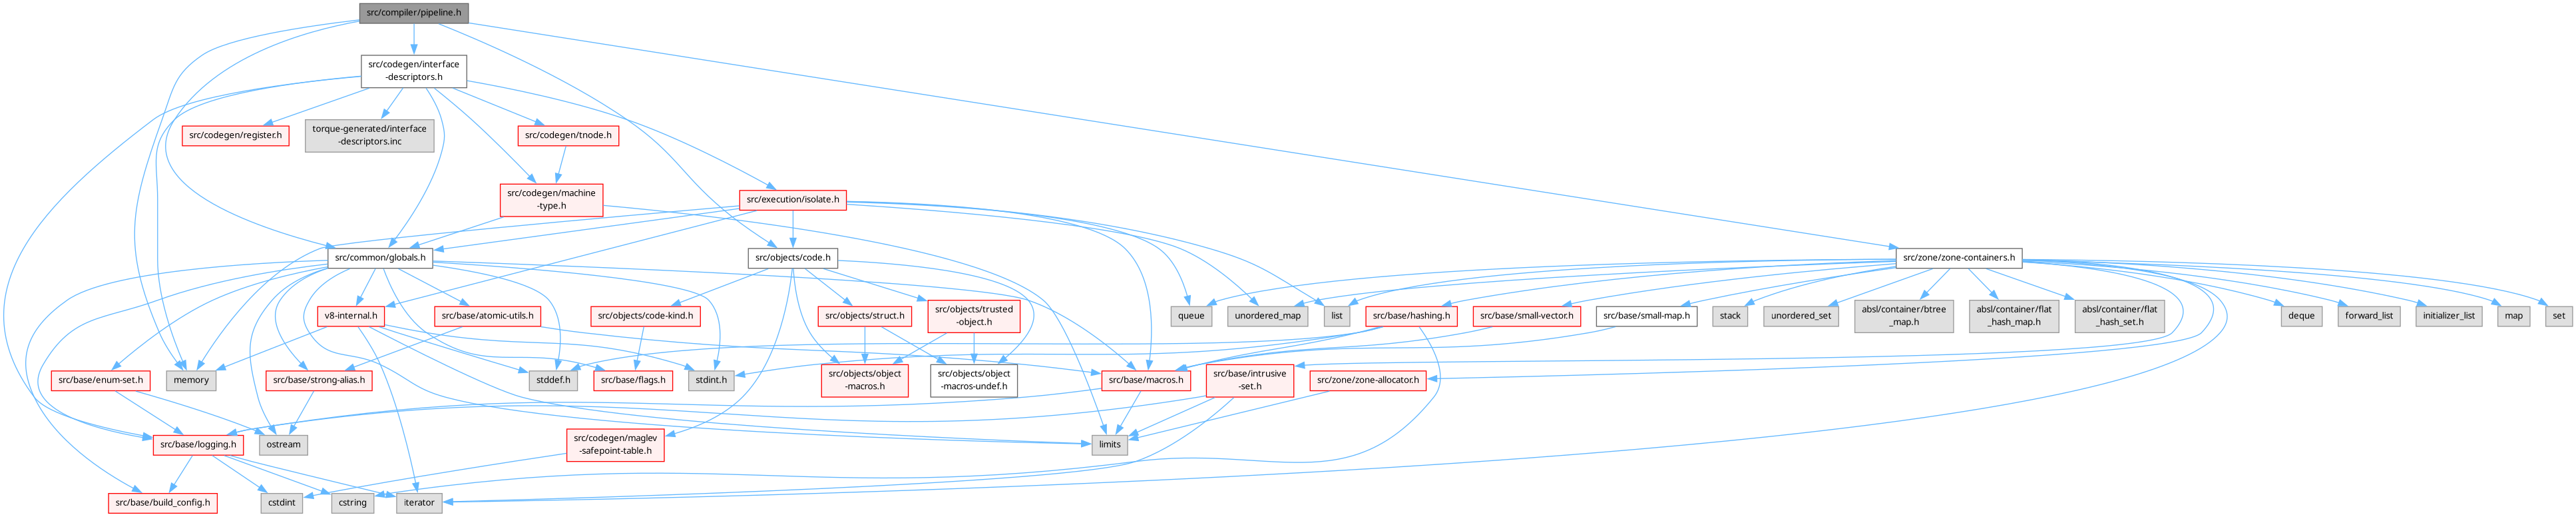 src/compiler/pipeline.h
src/codegen/interface
-descriptors.h
src/codegen/register.h
torque-generated/interface
-descriptors.inc
src/codegen/tnode.h
src/codegen/machine
-type.h
src/execution/isolate.h
src/common/globals.h
src/objects/code.h
src/zone/zone-containers.h
v8-internal.h
src/base/atomic-utils.h
src/objects/code-kind.h
src/objects/struct.h
src/objects/trusted
-object.h
queue
unordered_map
list
src/base/hashing.h
src/base/small-vector.h
src/base/small-map.h
stack
unordered_set
absl/container/btree
_map.h
absl/container/flat
_hash_map.h
absl/container/flat
_hash_set.h
deque
forward_list
initializer_list
map
set
src/base/enum-set.h
memory
src/base/strong-alias.h
stddef.h
src/base/flags.h
stdint.h
src/objects/object
-macros.h
src/objects/object
-macros-undef.h
src/base/macros.h
src/base/intrusive
-set.h
src/zone/zone-allocator.h
src/base/logging.h
ostream
src/codegen/maglev
-safepoint-table.h
limits
src/base/build_config.h
cstdint
cstring
iterator